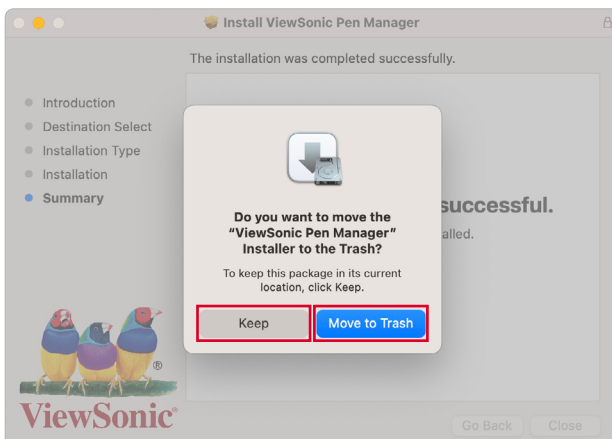 Install ViewSonic Pen Manager
The installation was completed successfully.
Introduction
Destination Select
Installation Type
Installation
Summary
successful.
alled.
Do you want to move the
“ViewSonic Pen Manager”
Installer to the Trash?
To keep this package in its current
location, click Keep.
Keep
Move to Trash
®
ViewSonic®
Go Back
Close